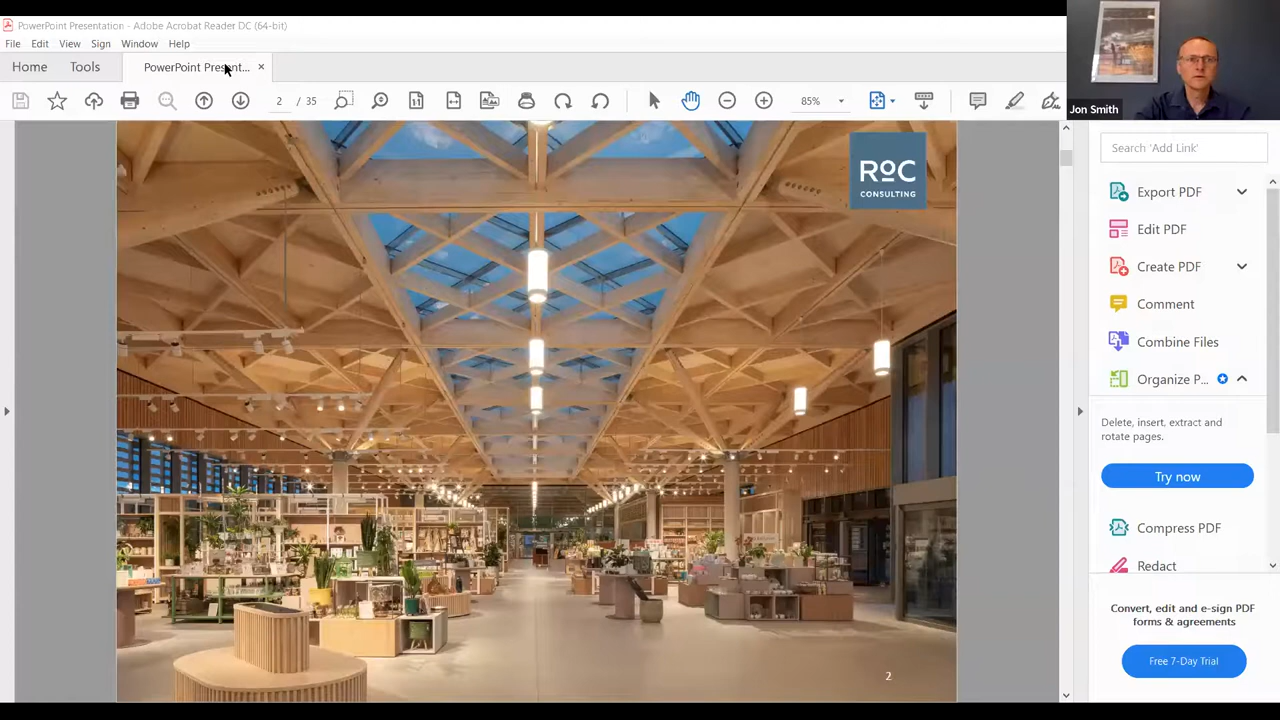 PowerPoint Presentation - Adobe Acrobat Reader DC (64-bit)
File Edit View Sign Window Help
Home Tools PowerPoint Present...
2 / 35 85%
Jon Smith
Search 'Add Link'
ROC
CONSULTING
Export PDF
Edit PDF
Create PDF
Comment
Combine Files
Organize P...
Delete, insert, extract and
rotate pages.
Try now
Compress PDF
Redact
Convert, edit and e-sign PDF
forms & agreements
Free 7-Day Trial
2